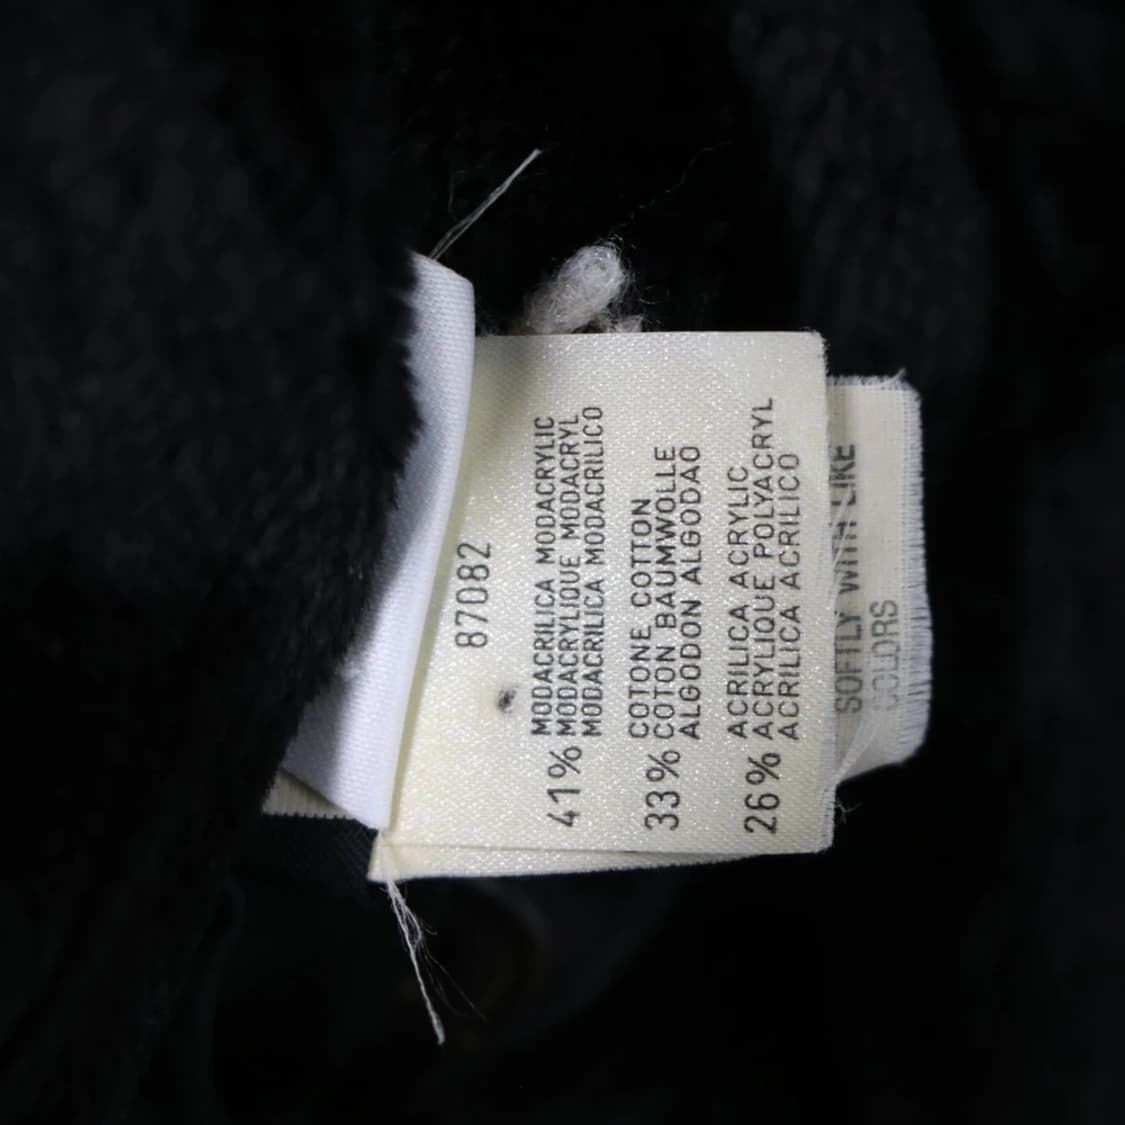 87082
41% MODACRILICA MODACRYLIC
MODACRYLIQUE MODACRYL
MODACRILICA MODACRILICO
33% COTONE COTTON
COTON BAUMWOLLE
ALGODON ALGODAO
26% ACRILICA ACRYLIC
ACRYLIQUE POLYACRYL
ACRILICA ACRILICO
SOFTLY WITH LIKE
COLORS